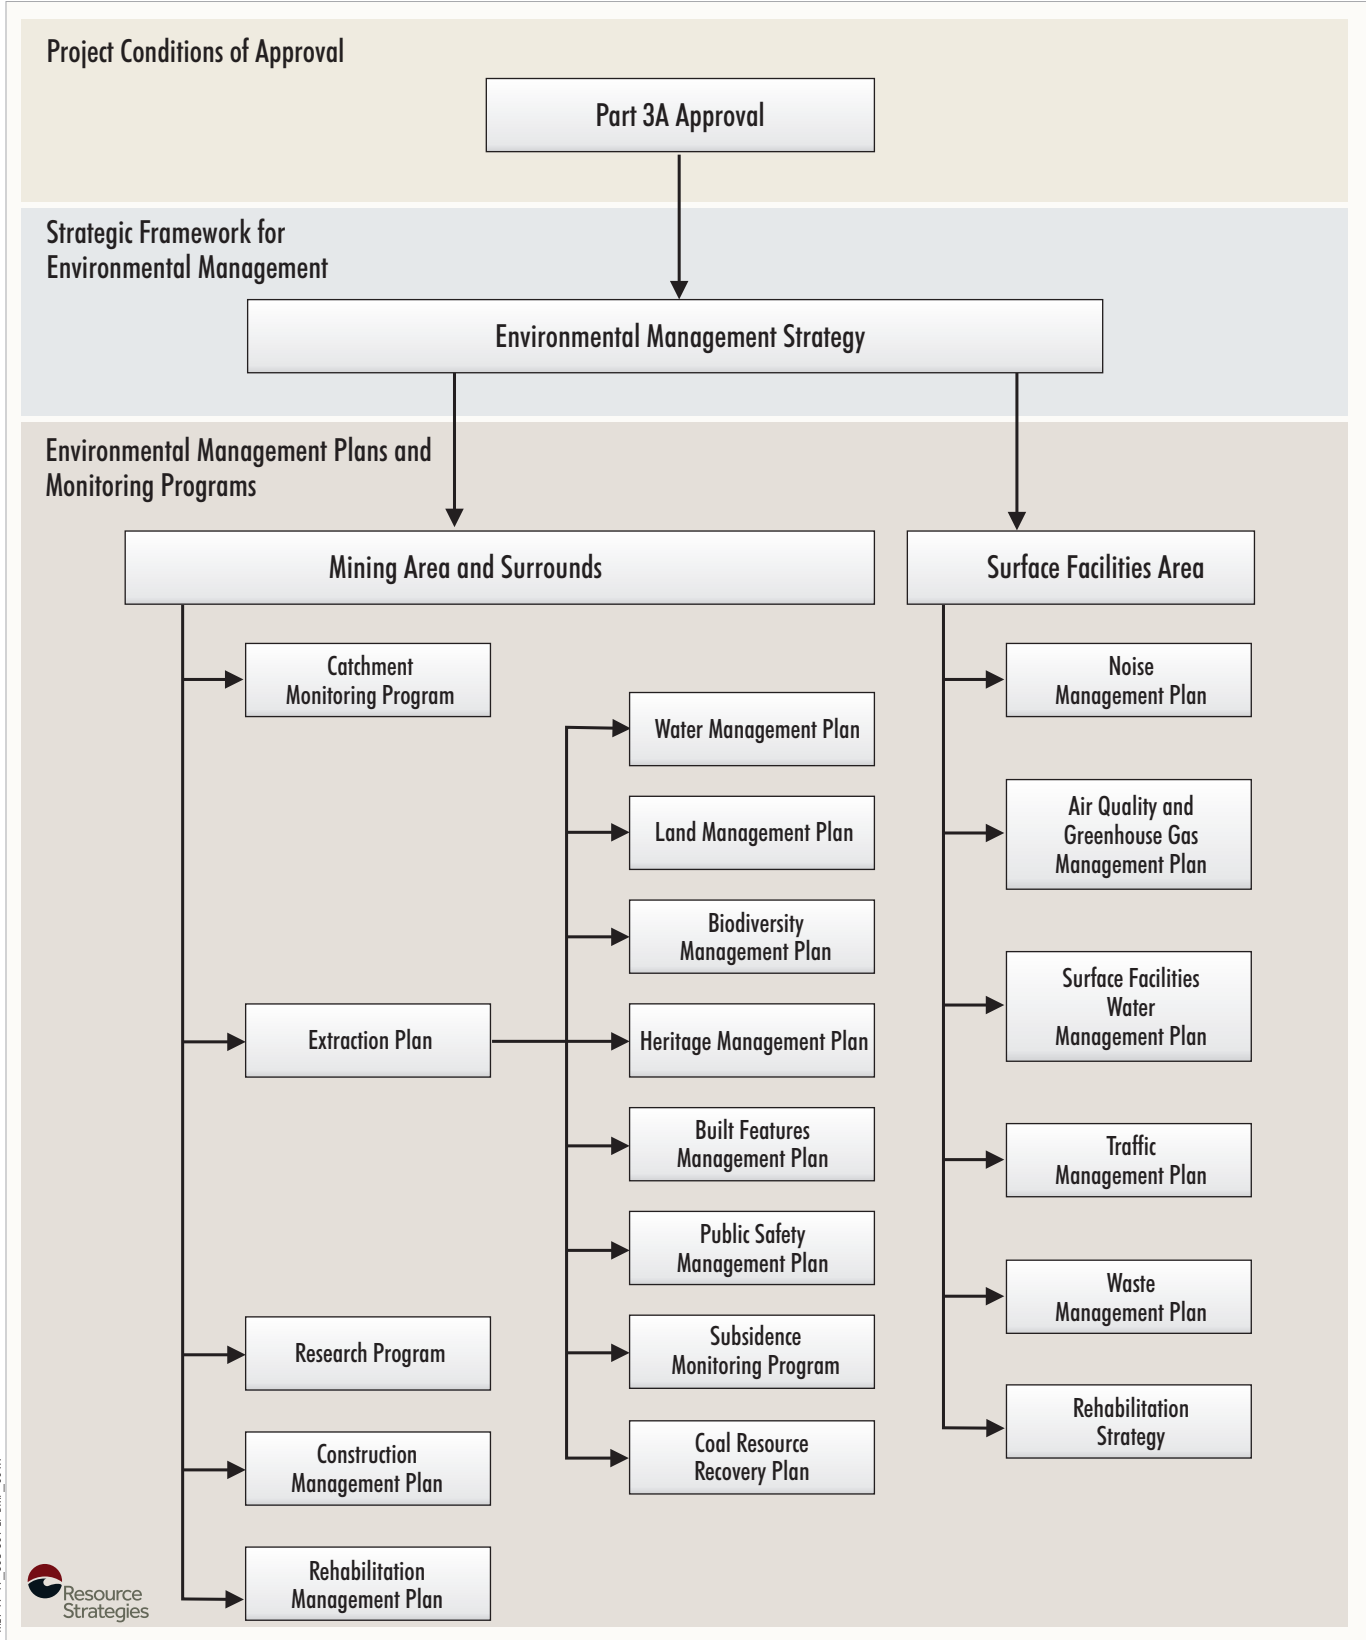 Project Conditions of Approval
Part 3A Approval
Strategic Framework for
Environmental Management
Environmental Management Strategy
Environmental Management Plans and
Monitoring Programs
Mining Area and Surrounds
Surface Facilities Area
Catchment
Monitoring Program
Extraction Plan
Research Program
Construction
Management Plan
Rehabilitation
Management Plan
Water Management Plan
Land Management Plan
Biodiversity
Management Plan
Heritage Management Plan
Built Features
Management Plan
Public Safety
Management Plan
Subsidence
Monitoring Program
Coal Resource
Recovery Plan
Noise
Management Plan
Air Quality and
Greenhouse Gas
Management Plan
Surface Facilities
Water
Management Plan
Traffic
Management Plan
Waste
Management Plan
Rehabilitation
Strategy
Resource
Strategies